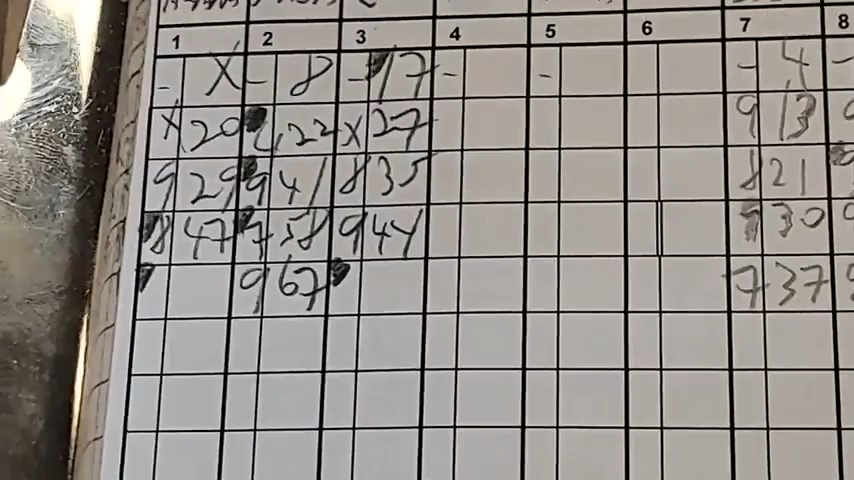 1 2 3 4 5 6 7 8
- X - 8 - 17 - - - 4 -
X 20 22 X 27 9 13
9 29 9 41 8 35 8 21
8 47 7 58 9 44 30
9 67 7 37